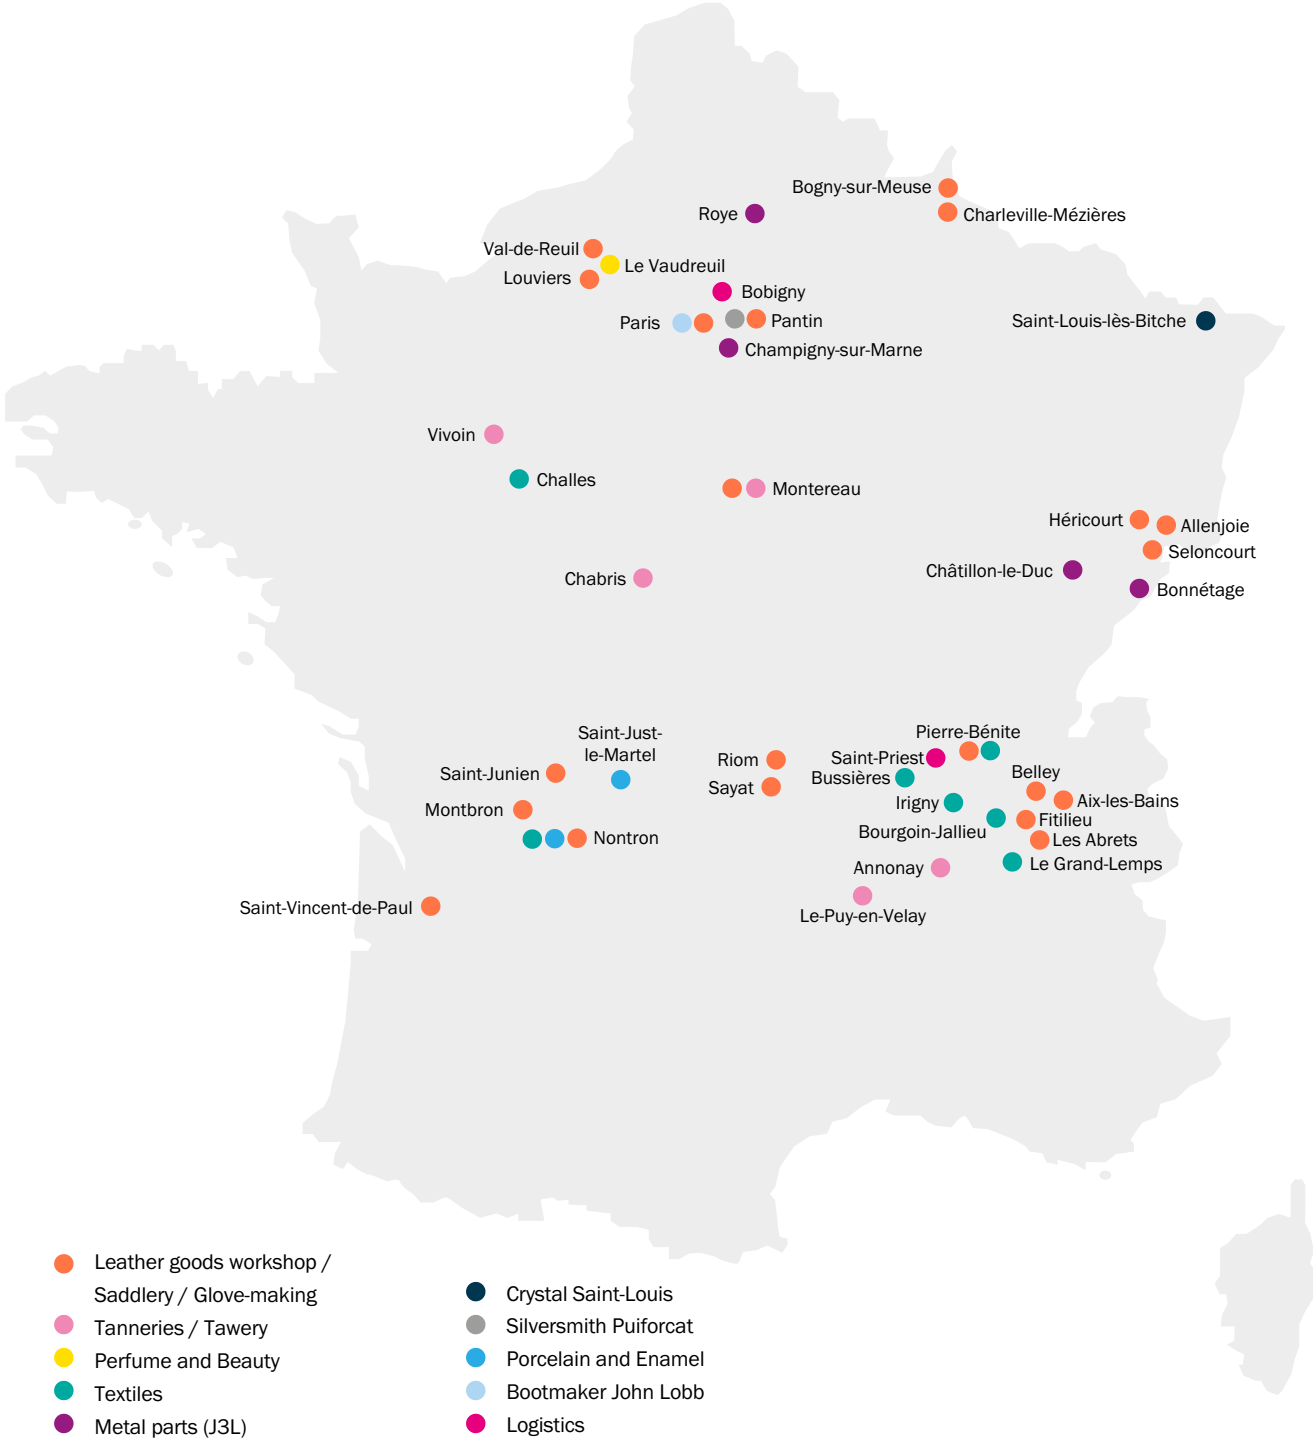 Bogny-sur-Meuse
Roye
Charleville-Mézières
Val-de-Reuil
Le Vaudreuil
Louviers
Bobigny
Paris
Pantin
Saint-Louis-lès-Bitche
Champigny-sur-Marne
Vivoin
Challes
Montereau
Héricourt
Allenjoie
Seloncourt
Châtillon-le-Duc
Chabris
Bonnétage
Saint-Just-
le-Martel
Pierre-Bénite
Riom
Saint-Priest
Saint-Junien
Belley
Bussières
Sayat
Aix-les-Bains
Irigny
Montbron
Fitilieu
Bourgoin-Jallieu
Nontron
Les Abrets
Le Grand-Lemps
Annonay
Saint-Vincent-de-Paul
Le-Puy-en-Velay
Leather goods workshop /
Saddlery / Glove-making
Tanneries / Tawery
Perfume and Beauty
Textiles
Metal parts (J3L)
Crystal Saint-Louis
Silversmith Puiforcat
Porcelain and Enamel
Bootmaker John Lobb
Logistics